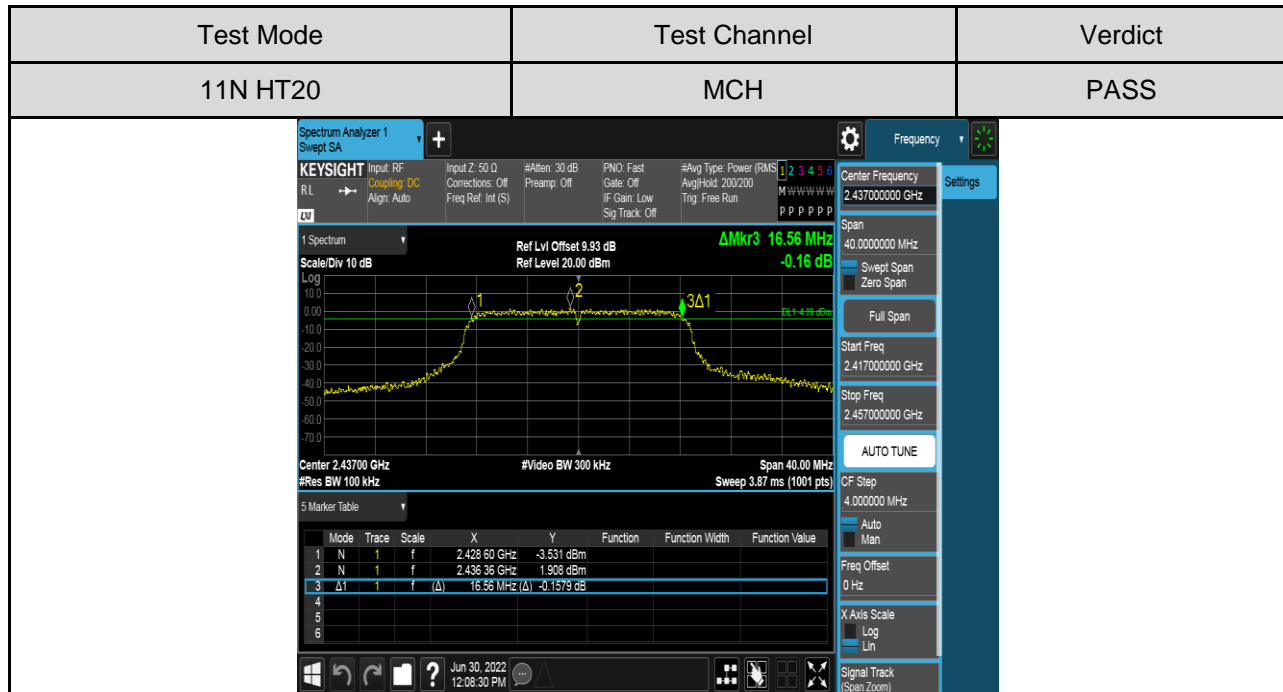 Test Mode Test Channel Verdict
11N HT20 MCH PASS
Spectrum Analyzer 1
Swept SA
+
Frequency
KEYSIGHT Input: RF Input Z: 50 Ω #Atten: 30 dB PNO: Fast #Avg Type: Power (RMS 1 2 3 4 5 6
RL Coupling: DC Corrections: Off Preamp: Off Gate: Off Avg|Hold: 200/200 M W W W W W
Align: Auto Freq Ref: Int (S) IF Gain: Low Trig: Free Run
LXI Sig Track: Off P P P P P P
1 Spectrum
Ref Lvl Offset 9.93 dB ΔMkr3 16.56 MHz
Scale/Div 10 dB Ref Level 20.00 dBm -0.16 dB
Log
10.0
0.00
-10.0
-20.0
-30.0
-40.0
-50.0
-60.0
-70.0
1 2 3Δ1
DL1 -4.09 dBm
Center 2.43700 GHz #Video BW 300 kHz Span 40.00 MHz
#Res BW 100 kHz Sweep 3.87 ms (1001 pts)
5 Marker Table
Mode Trace Scale X Y Function Function Width Function Value
1 N 1 f 2.428 60 GHz -3.531 dBm
2 N 1 f 2.436 36 GHz 1.908 dBm
3 Δ1 1 f (Δ) 16.56 MHz (Δ) -0.1579 dB
4
5
6
? Jun 30, 2022
12:08:30 PM
Center Frequency
2.437000000 GHz
Settings
Span
40.0000000 MHz
Swept Span
Zero Span
Full Span
Start Freq
2.417000000 GHz
Stop Freq
2.457000000 GHz
AUTO TUNE
CF Step
4.000000 MHz
Auto
Man
Freq Offset
0 Hz
X Axis Scale
Log
Lin
Signal Track
(Span Zoom)